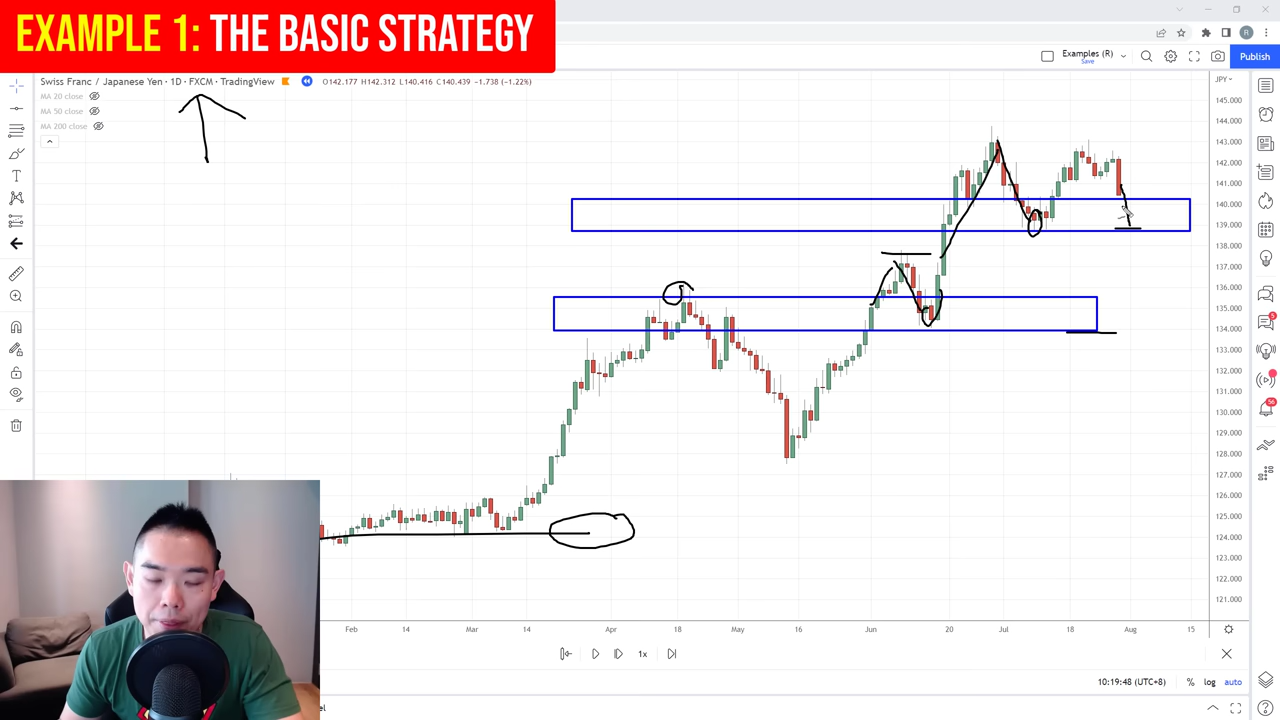 EXAMPLE 1: THE BASIC STRATEGY
R
Examples (R)
Save
Publish
Swiss Franc / Japanese Yen · 1D · FXCM · TradingView O142.177 H142.312 L140.416 C140.439 −1.738 (−1.22%)
JPY
MA 20 close
MA 50 close
MA 200 close
145.000
144.000
143.000
142.000
141.000
140.000
139.000
138.000
137.000
136.000
135.000
134.000
133.000
132.000
131.000
130.000
129.000
128.000
127.000
126.000
125.000
124.000
123.000
122.000
121.000
5
56
Feb 14 Mar 14 Apr 18 May 16 Jun 20 Jul 18 Aug 15
1x
10:19:48 (UTC+8) % log auto
el